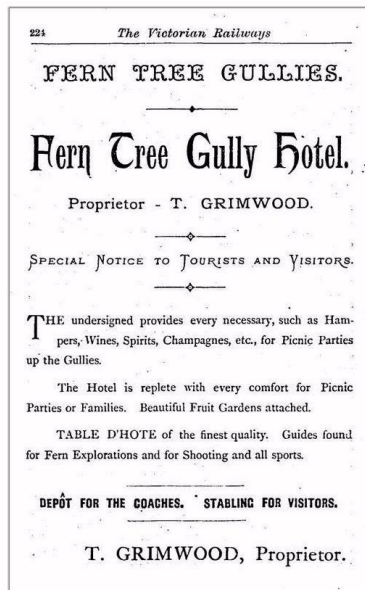 224 The Victorian Railways
FERN TREE GULLIES.
Fern Tree Gully Hotel.
Proprietor - T. GRIMWOOD.
SPECIAL NOTICE TO TOURISTS AND VISITORS.
THE undersigned provides every necessary, such as Ham-
pers, Wines, Spirits, Champagnes, etc., for Picnic Parties
up the Gullies.
The Hotel is replete with every comfort for Picnic
Parties or Families. Beautiful Fruit Gardens attached.
TABLE D'HOTE of the finest quality. Guides found
for Fern Explorations and for Shooting and all sports.
DEPÔT FOR THE COACHES. STABLING FOR VISITORS.
T. GRIMWOOD, Proprietor.